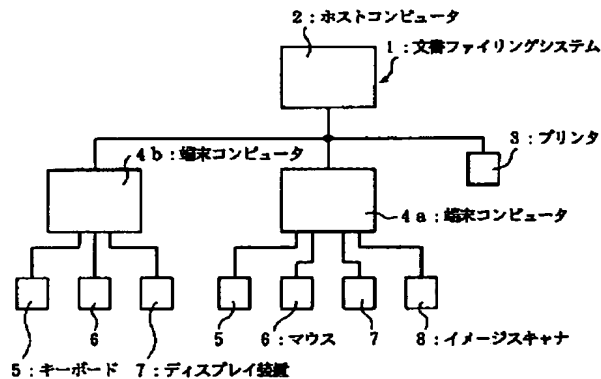 2：ホストコンピュータ
1：文書ファイリングシステム
3：プリンタ
4b：端末コンピュータ
4a：端末コンピュータ
6
5
6：マウス
7
8：イメージスキャナ
5：キーボード
7：ディスプレイ装置